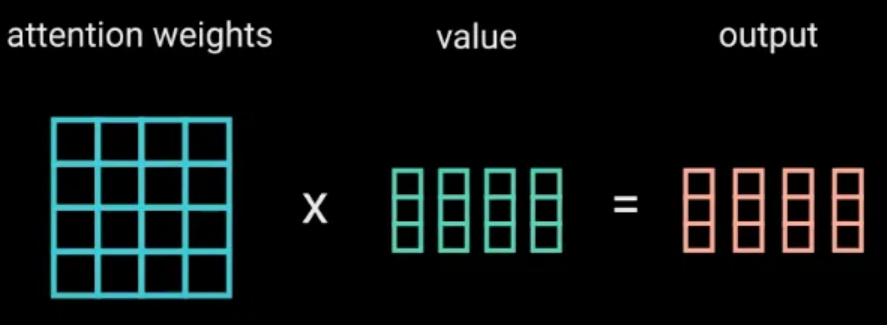 attention weights value output
x =